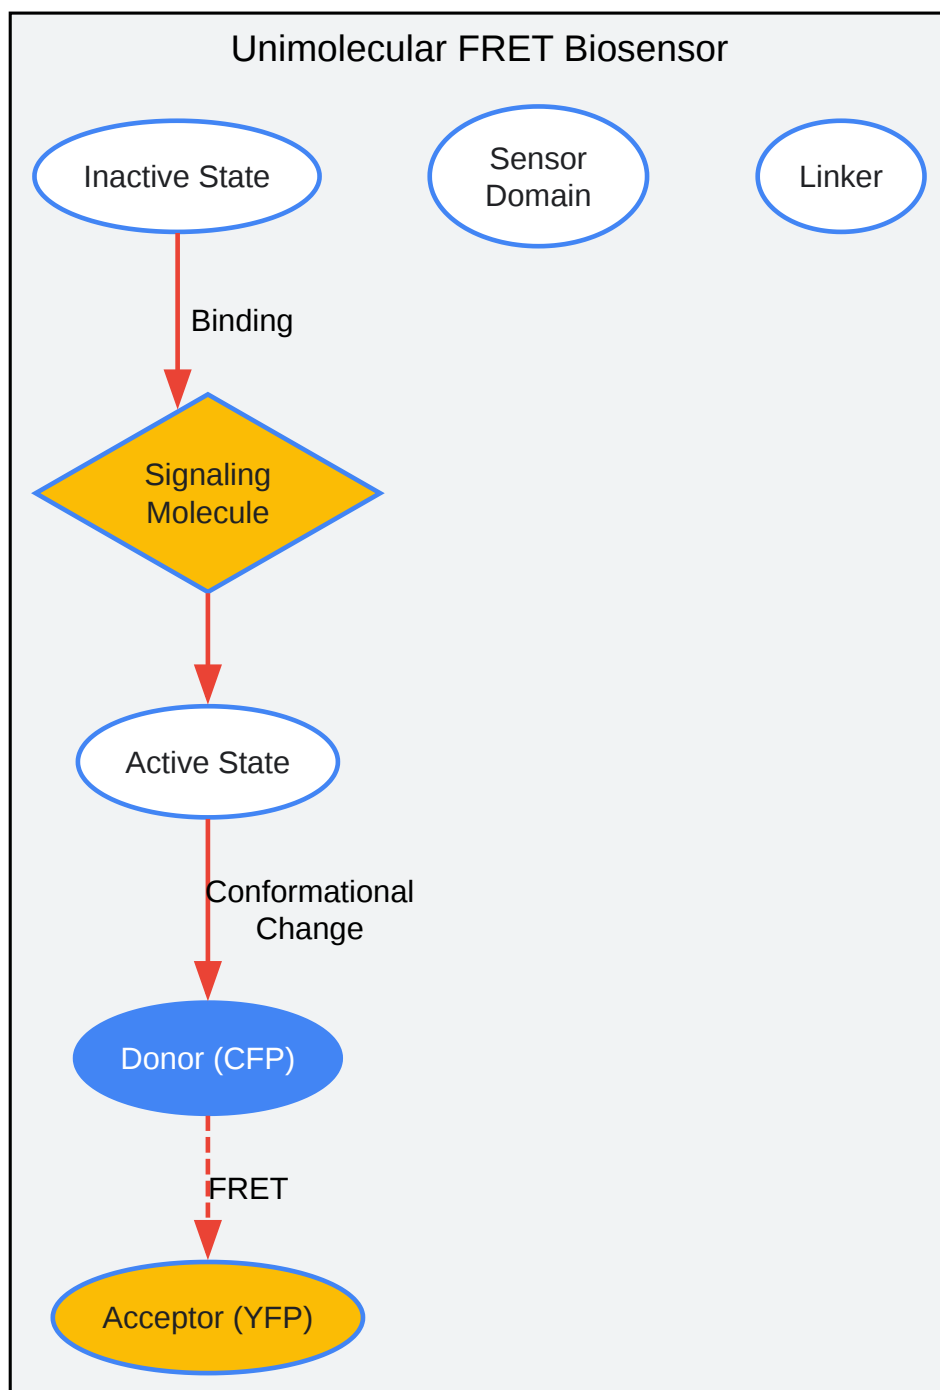 Unimolecular FRET Biosensor
Inactive State
Sensor
Domain
Linker
Binding
Signaling
Molecule
Active State
Conformational
Change
Donor (CFP)
FRET
Acceptor (YFP)